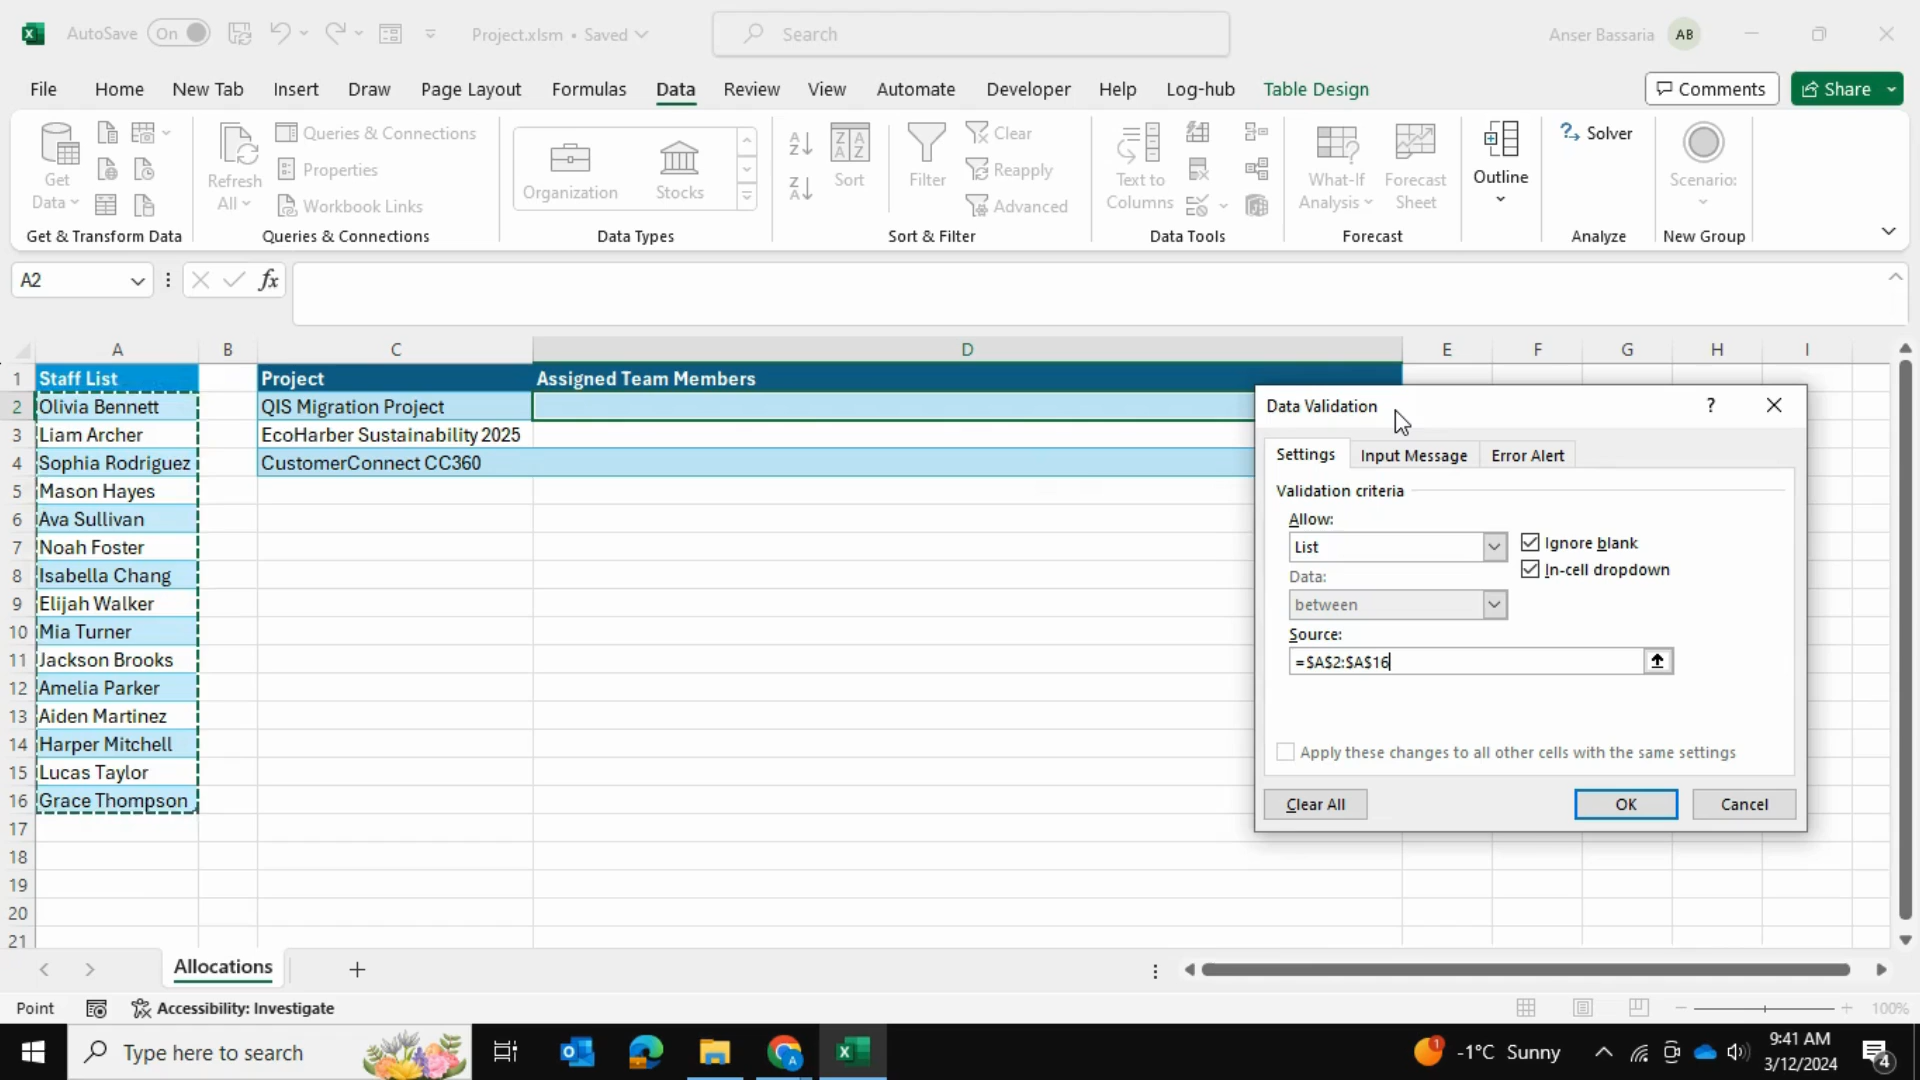 AutoSave On Project.xlsm • Saved Search Anser Bassaria AB
File Home New Tab Insert Draw Page Layout Formulas Data Review View Automate Developer Help Log-hub Table Design Comments Share
Get Data
Refresh All
Queries & Connections
Properties
Workbook Links
Organization
Stocks
A Z
Z A
Z A A Z
Sort
Filter
Clear
Reapply
Advanced
Text to Columns
What-If Analysis
Forecast Sheet
Outline
Solver
Scenario:
Get & Transform Data Queries & Connections Data Types Sort & Filter Data Tools Forecast Analyze New Group
A2 fx
A B C D E F G H I
1 Staff List Project Assigned Team Members
2 Olivia Bennett QIS Migration Project
3 Liam Archer EcoHarber Sustainability 2025
4 Sophia Rodriguez CustomerConnect CC360
5 Mason Hayes
6 Ava Sullivan
7 Noah Foster
8 Isabella Chang
9 Elijah Walker
10 Mia Turner
11 Jackson Brooks
12 Amelia Parker
13 Aiden Martinez
14 Harper Mitchell
15 Lucas Taylor
16 Grace Thompson
17
18
19
20
21
Data Validation ?
Settings Input Message Error Alert
Validation criteria
Allow:
List
Ignore blank
In-cell dropdown
Data:
between
Source:
=$A$2:$A$16
Apply these changes to all other cells with the same settings
Clear All OK Cancel
Allocations
Point Accessibility: Investigate 100%
Type here to search
A
1
-1°C Sunny
9:41 AM
3/12/2024
4